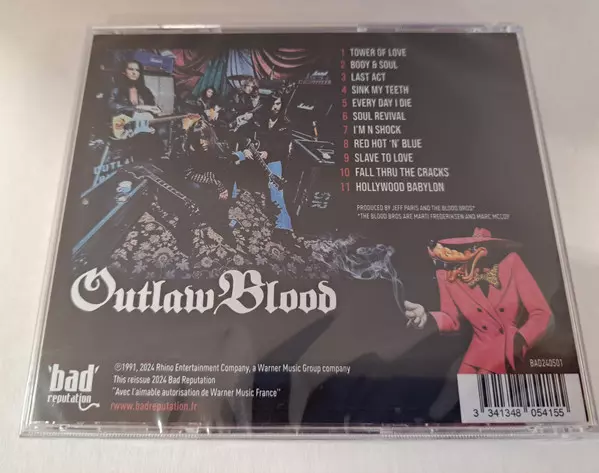 1 TOWER OF LOVE
2 BODY & SOUL
3 LAST ACT
4 SINK MY TEETH
5 EVERY DAY I DIE
6 SOUL REVIVAL
7 I'M N SHOCK
8 RED HOT 'N' BLUE
9 SLAVE TO LOVE
10 FALL THRU THE CRACKS
11 HOLLYWOOD BABYLON
PRODUCED BY JEFF PARIS AND THE BLOOD BROS*
*THE BLOOD BROS ARE MARTI FREDERIKSEN AND MARC MCCOY
Marshall
OUTLAW
Outlaw Blood
'bad'
reputation
℗1991, 2024 Rhino Entertainment Company, a Warner Music Group company
This reissue 2024 Bad Reputation
"Avec l'aimable autorisation de Warner Music France"
www.badreputation.fr
BAD240501
3 341348 054155